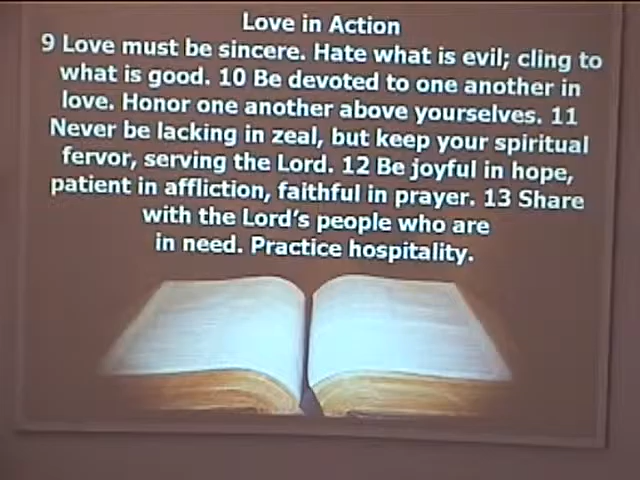 Love in Action
9 Love must be sincere. Hate what is evil; cling to
what is good. 10 Be devoted to one another in
love. Honor one another above yourselves. 11
Never be lacking in zeal, but keep your spiritual
fervor, serving the Lord. 12 Be joyful in hope,
patient in affliction, faithful in prayer. 13 Share
with the Lord's people who are
in need. Practice hospitality.